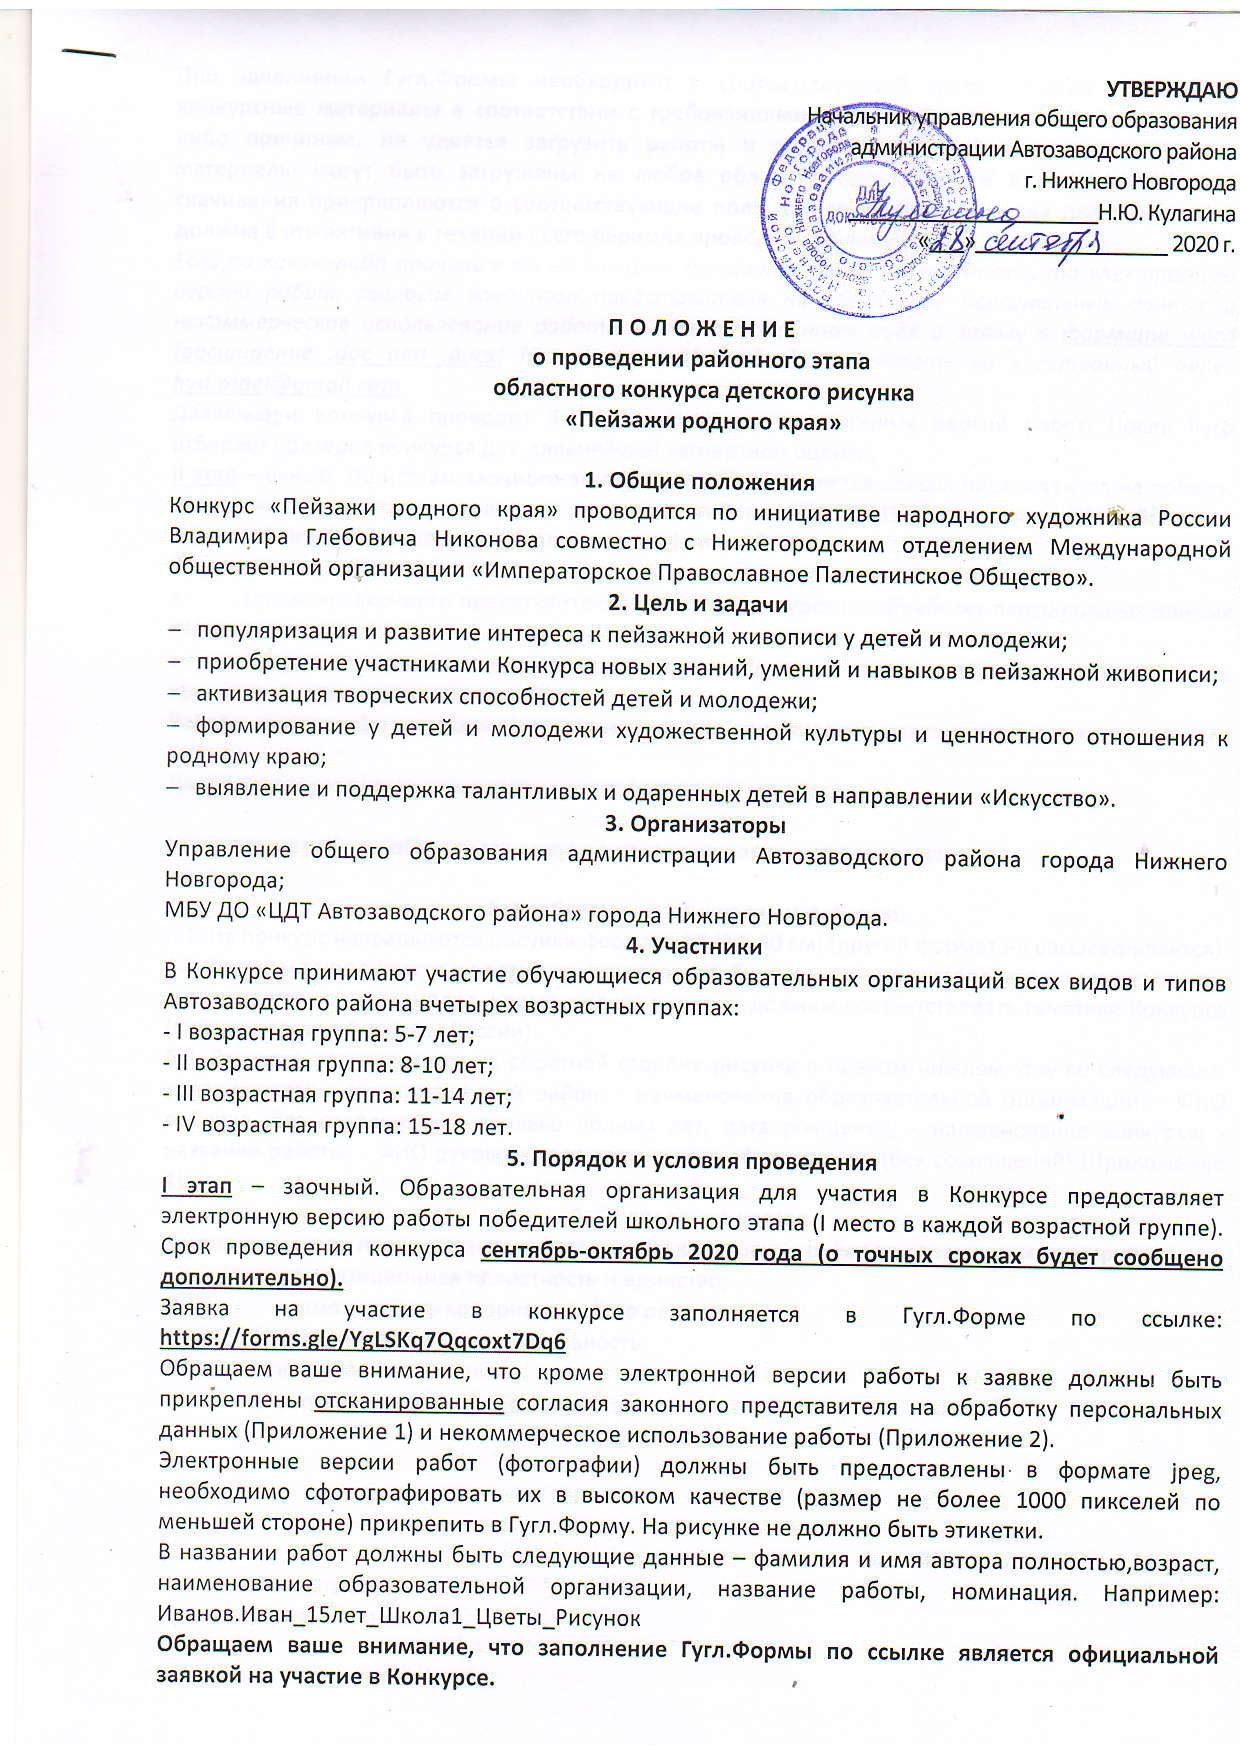 УТВЕРЖДАЮ
Начальник управления общего образования
администрации Автозаводского района
г. Нижнего Новгорода
Н.Ю. Кулагина
«28» сентября 2020 г.
П О Л О Ж Е Н И Е
о проведении районного этапа
областного конкурса детского рисунка
«Пейзажи родного края»
1. Общие положения
Конкурс «Пейзажи родного края» проводится по инициативе народного художника России
Владимира Глебовича Никонова совместно с Нижегородским отделением Международной
общественной организации «Императорское Православное Палестинское Общество».
2. Цель и задачи
– популяризация и развитие интереса к пейзажной живописи у детей и молодежи;
– приобретение участниками Конкурса новых знаний, умений и навыков в пейзажной живописи;
– активизация творческих способностей детей и молодежи;
– формирование у детей и молодежи художественной культуры и ценностного отношения к
родному краю;
– выявление и поддержка талантливых и одаренных детей в направлении «Искусство».
3. Организаторы
Управление общего образования администрации Автозаводского района города Нижнего
Новгорода;
МБУ ДО «ЦДТ Автозаводского района» города Нижнего Новгорода.
4. Участники
В Конкурсе принимают участие обучающиеся образовательных организаций всех видов и типов
Автозаводского района вчетырех возрастных группах:
- I возрастная группа: 5-7 лет;
- II возрастная группа: 8-10 лет;
- III возрастная группа: 11-14 лет;
- IV возрастная группа: 15-18 лет.
5. Порядок и условия проведения
I этап – заочный. Образовательная организация для участия в Конкурсе предоставляет
электронную версию работы победителей школьного этапа (I место в каждой возрастной группе).
Срок проведения конкурса сентябрь-октябрь 2020 года (о точных сроках будет сообщено
дополнительно).
Заявка на участие в конкурсе заполняется в Гугл.Форме по ссылке:
https://forms.gle/YgLSKq7Qqcoxt7Dq6
Обращаем ваше внимание, что кроме электронной версии работы к заявке должны быть
прикреплены отсканированные согласия законного представителя на обработку персональных
данных (Приложение 1) и некоммерческое использование работы (Приложение 2).
Электронные версии работ (фотографии) должны быть предоставлены в формате jpeg,
необходимо сфотографировать их в высоком качестве (размер не более 1000 пикселей по
меньшей стороне) прикрепить в Гугл.Форму. На рисунке не должно быть этикетки.
В названии работ должны быть следующие данные – фамилия и имя автора полностью,возраст,
наименование образовательной организации, название работы, номинация. Например:
Иванов.Иван_15лет_Школа1_Цветы_Рисунок
Обращаем ваше внимание, что заполнение Гугл.Формы по ссылке является официальной
заявкой на участие в Конкурсе.